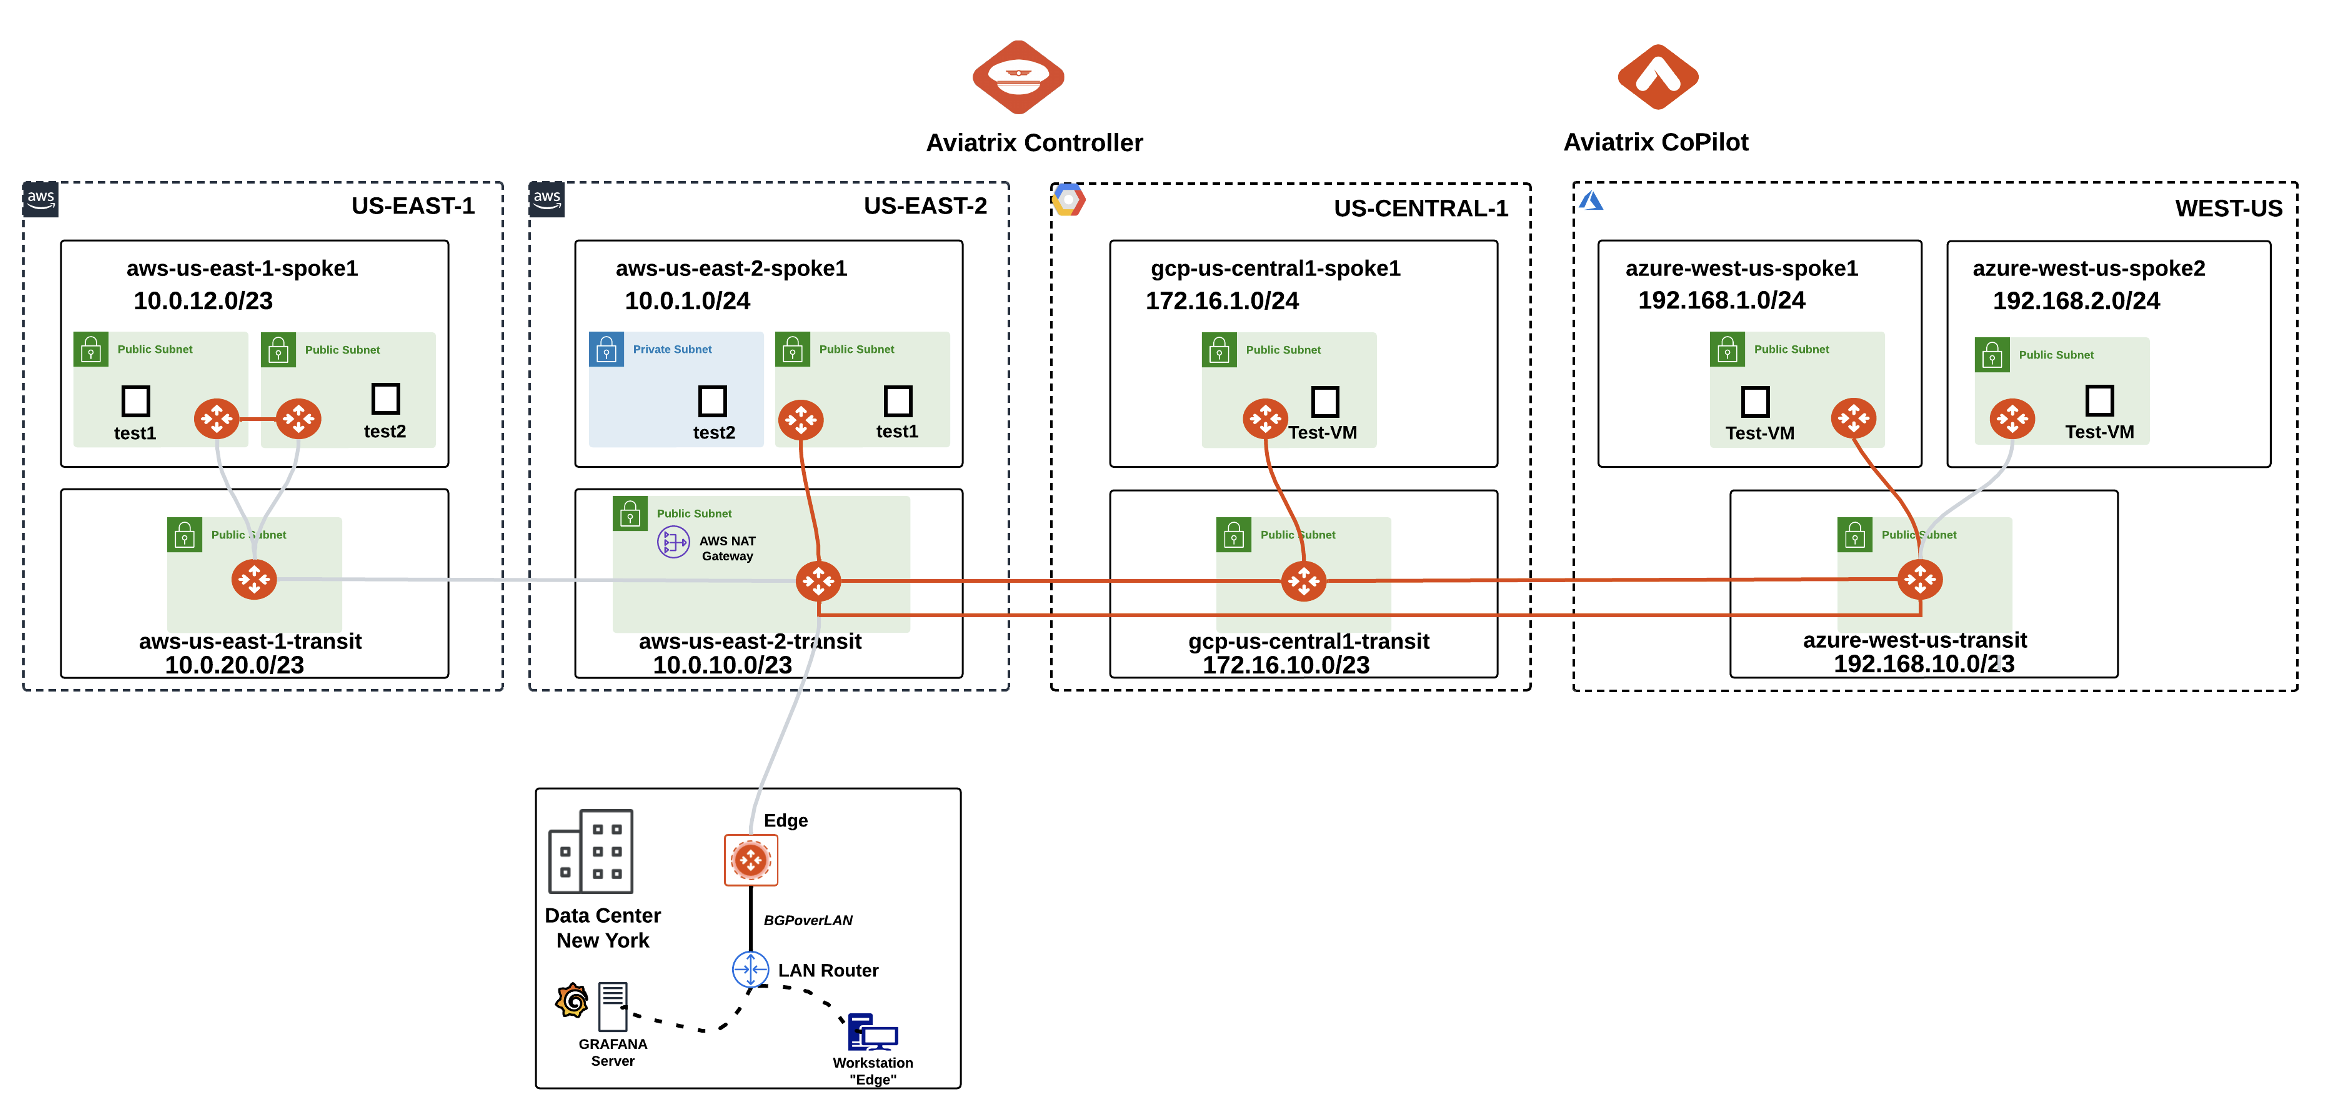 Aviatrix Controller
Aviatrix CoPilot
aws
US-EAST-1
aws-us-east-1-spoke1
10.0.12.0/23
Public Subnet
test1
Public Subnet
test2
Public Subnet
aws-us-east-1-transit
10.0.20.0/23
aws
US-EAST-2
aws-us-east-2-spoke1
10.0.1.0/24
Private Subnet
test2
Public Subnet
test1
Public Subnet
AWS NAT
Gateway
aws-us-east-2-transit
10.0.10.0/23
US-CENTRAL-1
gcp-us-central1-spoke1
172.16.1.0/24
Public Subnet
Test-VM
Public Subnet
gcp-us-central1-transit
172.16.10.0/23
WEST-US
azure-west-us-spoke1
192.168.1.0/24
Public Subnet
Test-VM
azure-west-us-spoke2
192.168.2.0/24
Public Subnet
Test-VM
Public Subnet
azure-west-us-transit
192.168.10.0/23
Edge
Data Center
New York
BGPoverLAN
LAN Router
GRAFANA
Server
Workstation
"Edge"